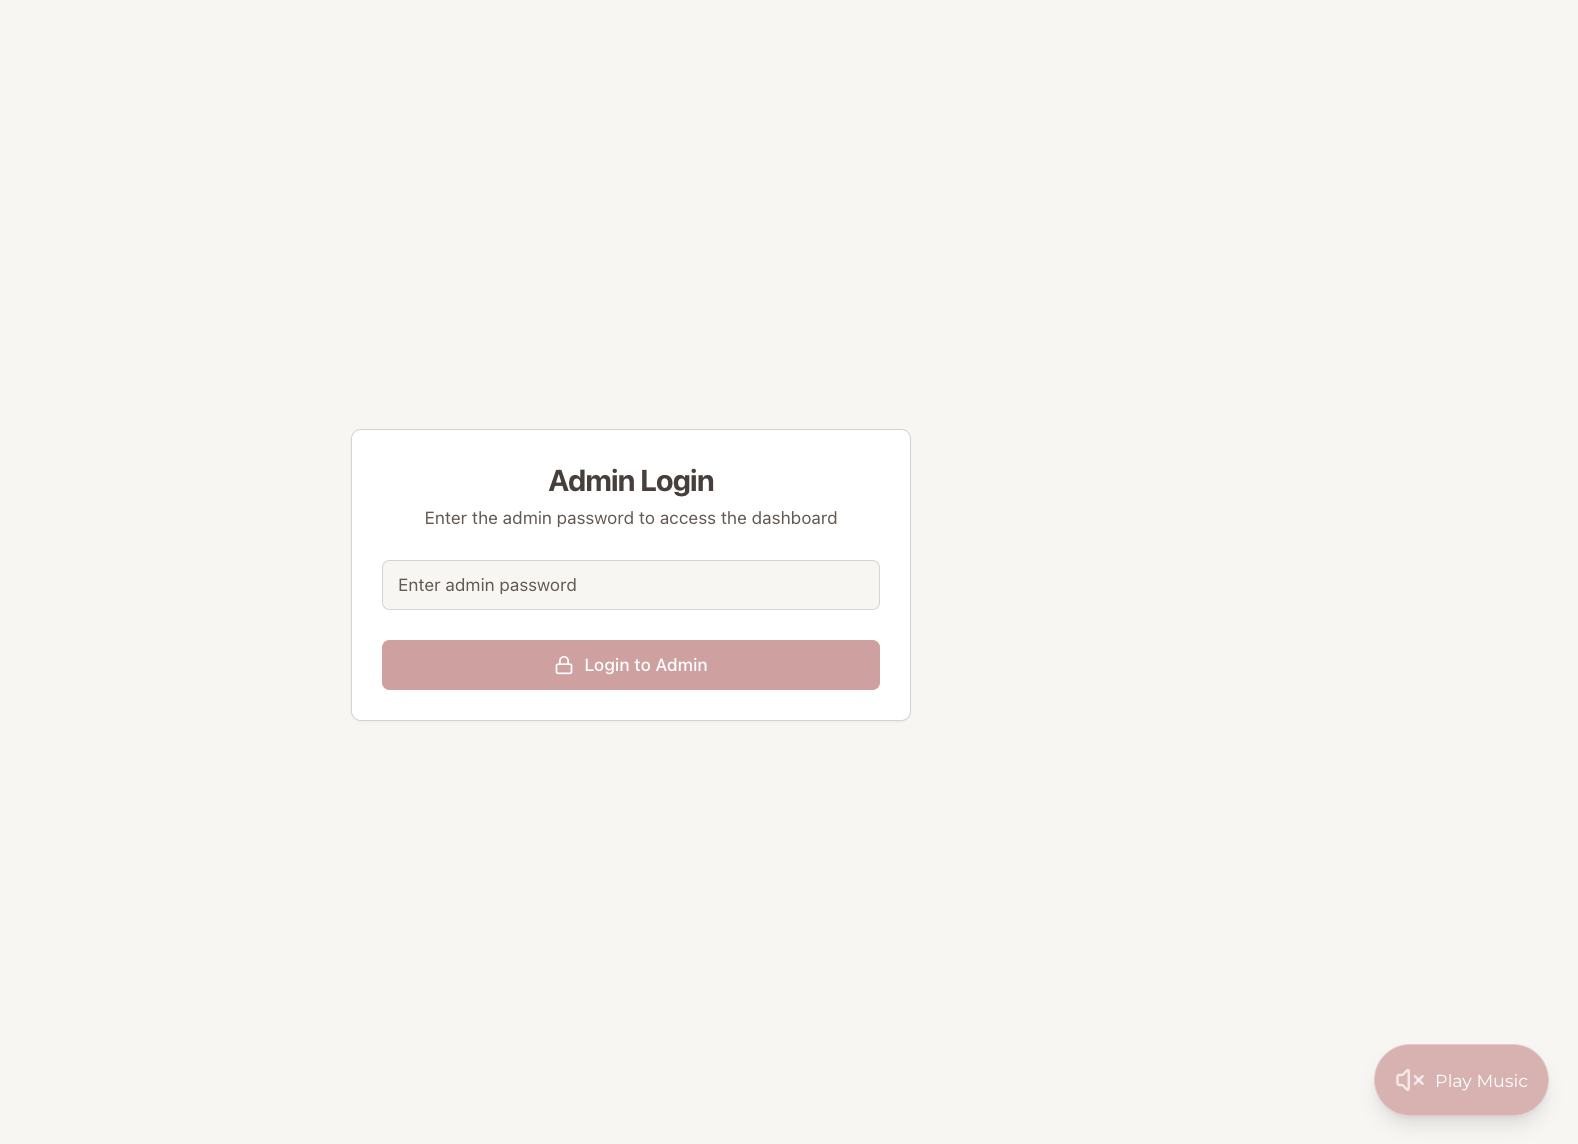 Admin Login
Enter the admin password to access the dashboard
Enter admin password
Login to Admin
Play Music